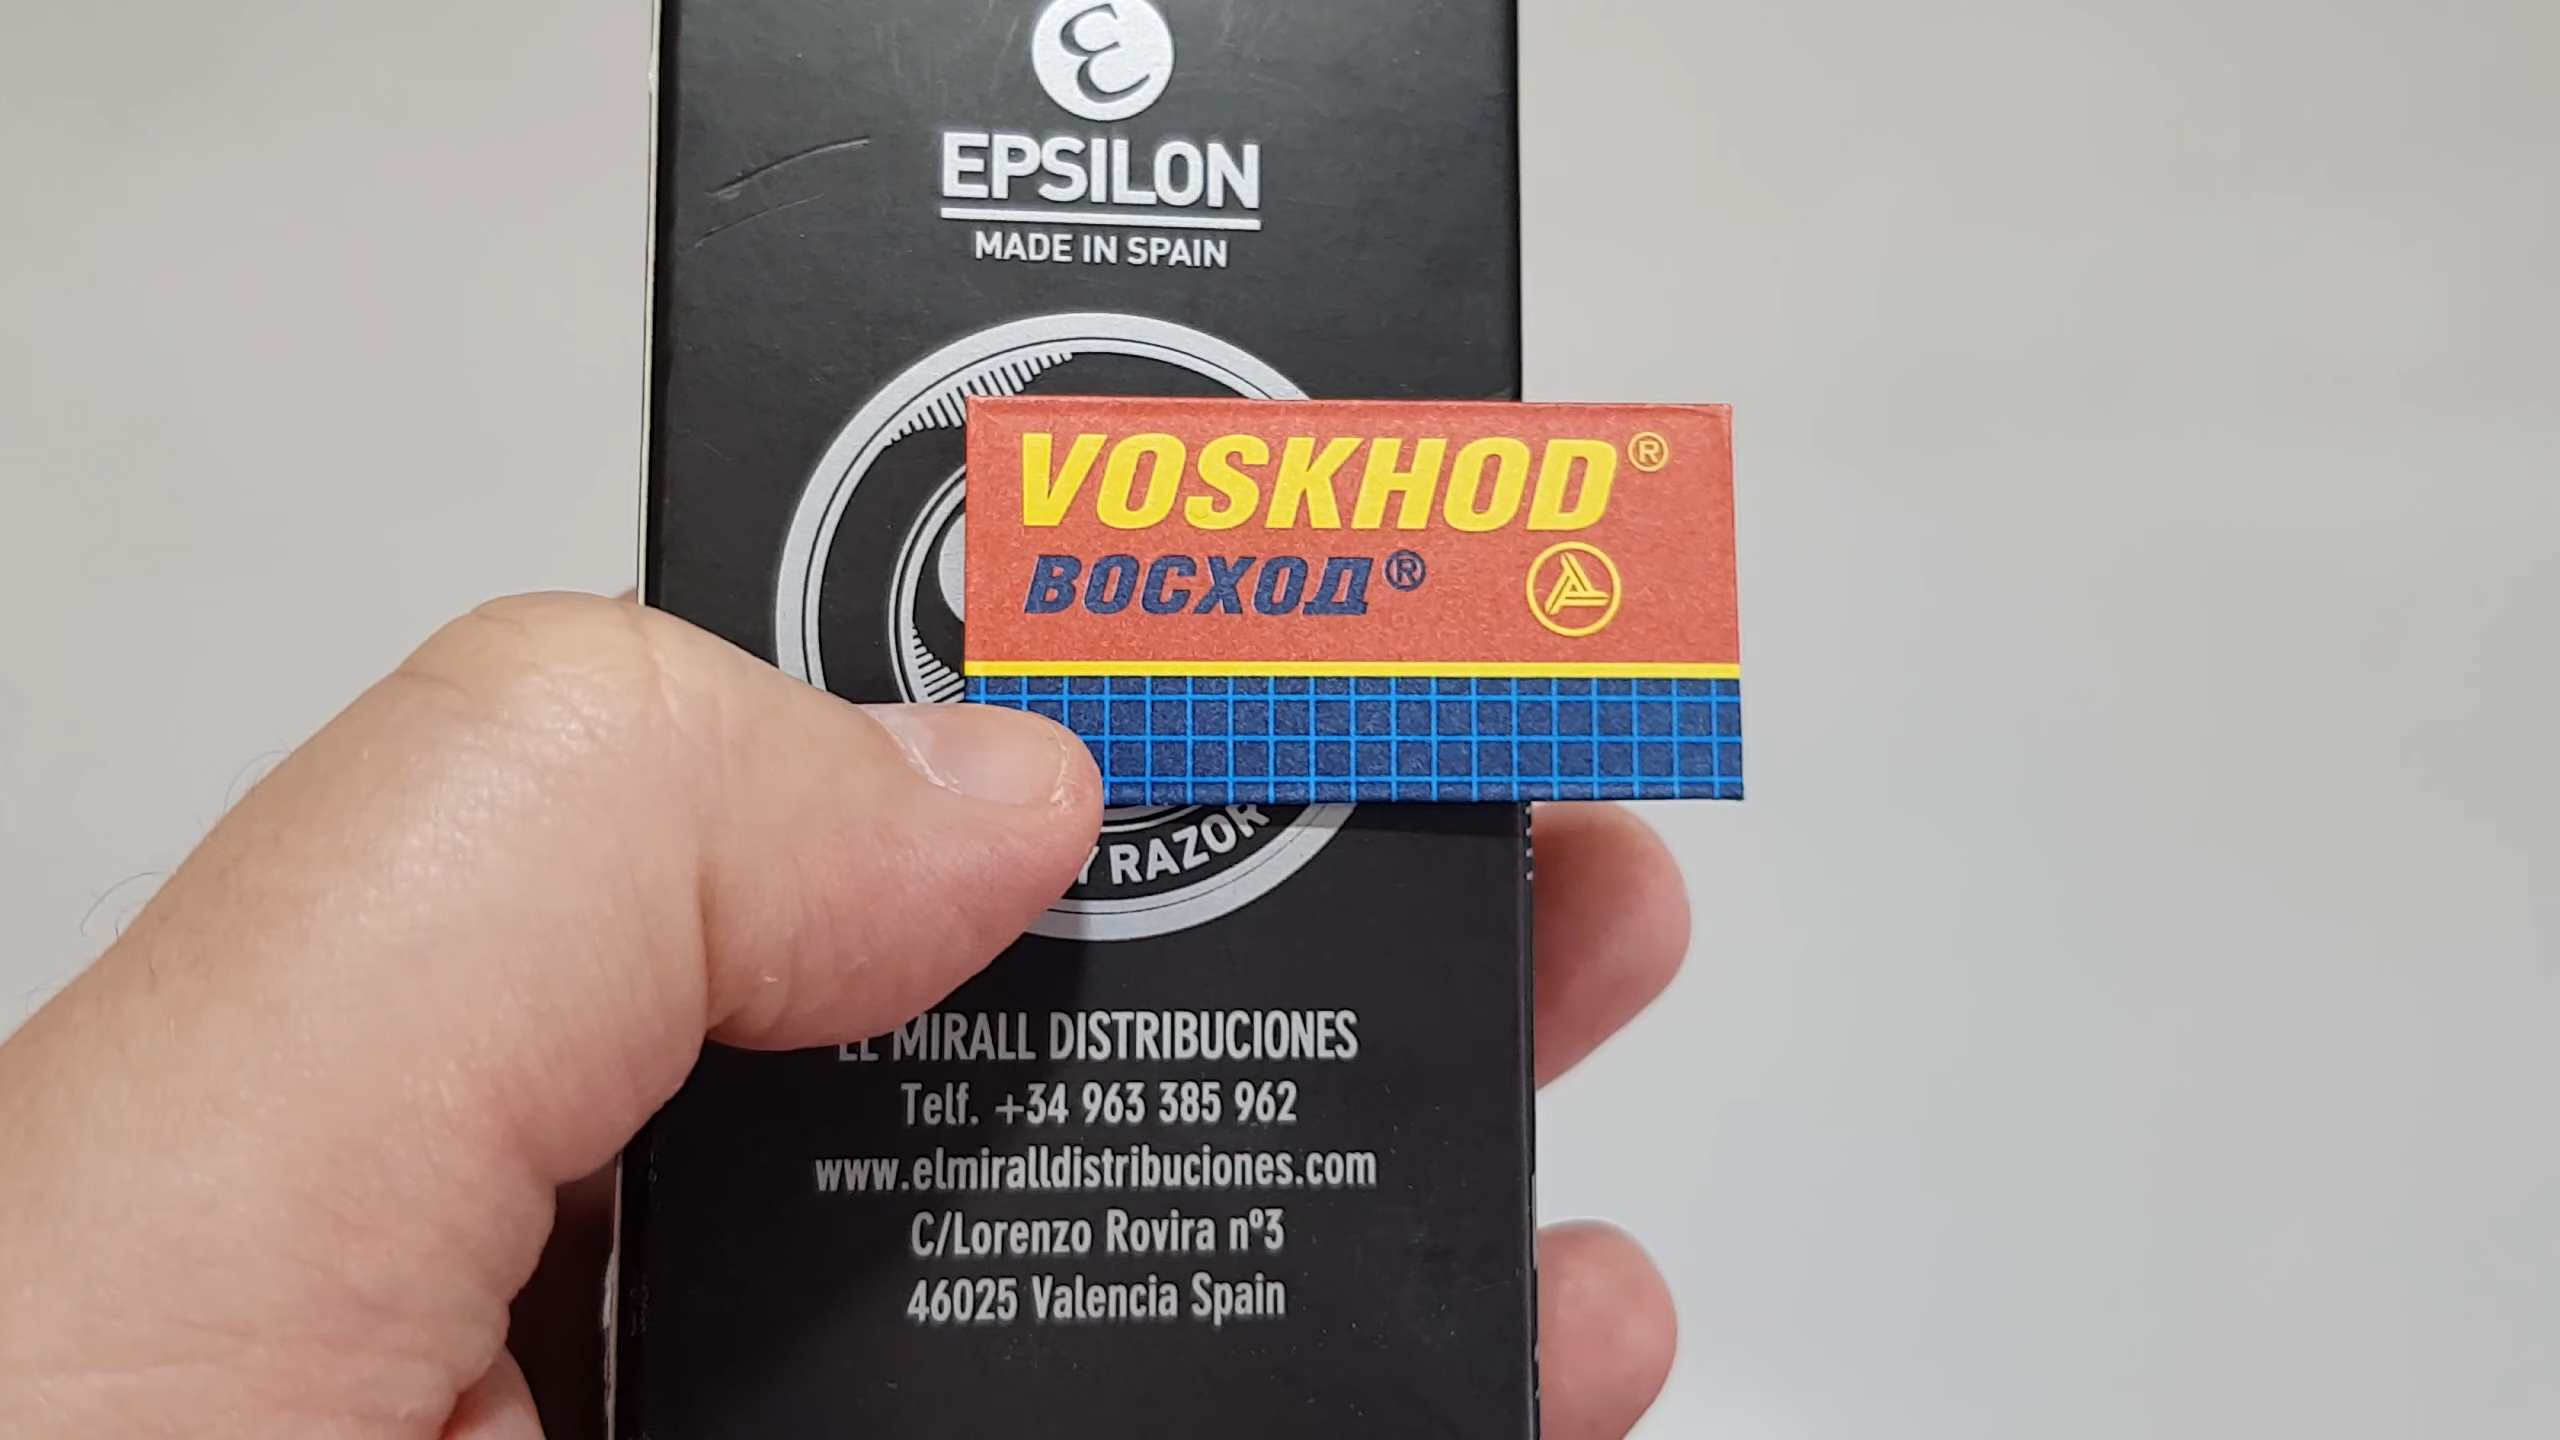 EPSILON
MADE IN SPAIN
VOSKHOD®
ВОСХОД®
RAZOR
EL MIRALL DISTRIBUCIONES
Telf. +34 963 385 962
www.elmiralldistribuciones.com
C/Lorenzo Rovira nº3
46025 Valencia Spain